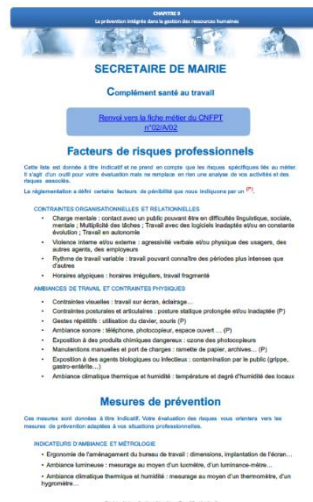 CHAPITRE 9
La prévention intégrée dans la gestion des ressources humaines
SECRETAIRE DE MAIRIE
Complément santé au travail
Renvoi vers la fiche métier du CNFPT
n°02/A/02
Facteurs de risques professionnels
Cette liste est donnée à titre indicatif et ne prend en compte que les risques spécifiques liés au métier.
Il s'agit d'un outil pour votre évaluation mais ne remplace en rien une analyse de vos activités et des
risques associés.
La réglementation a défini certains facteurs de pénibilité que nous indiquons par un (P).
CONTRAINTES ORGANISATIONNELLES ET RELATIONNELLES
• Charge mentale : contact avec un public pouvant être en difficultés linguistique, sociale,
mentale ; Multiplicité des tâches ; Travail avec des logiciels inadaptés et/ou en constante
évolution ; Travail en autonomie
• Violence interne et/ou externe : agressivité verbale et/ou physique des usagers, des
autres agents, des employeurs
• Rythme de travail variable : travail pouvant connaître des périodes plus intenses que
d'autres
• Horaires atypiques : horaires irréguliers, travail fragmenté
AMBIANCES DE TRAVAIL ET CONTRAINTES PHYSIQUES
• Contraintes visuelles : travail sur écran, éclairage…
• Contraintes posturales et articulaires : posture statique prolongée et/ou inadaptée (P)
• Gestes répétitifs : utilisation du clavier, souris (P)
• Ambiance sonore : téléphone, photocopieur, espace ouvert … (P)
• Exposition à des produits chimiques dangereux : ozone des photocopieurs
• Manutentions manuelles et port de charges : ramette de papier, archives… (P)
• Exposition à des agents biologiques ou infectieux : contamination par le public (grippe,
gastro-entérite…)
• Ambiance climatique thermique et humidité : température et degré d'humidité des locaux
Mesures de prévention
Ces mesures sont données à titre indicatif. Votre évaluation des risques vous orientera vers les
mesures de prévention adaptées à vos situations professionnelles.
INDICATEURS D'AMBIANCE ET MÉTROLOGIE
• Ergonomie de l'aménagement du bureau de travail : dimensions, implantation de l'écran…
• Ambiance lumineuse : mesurage au moyen d'un luxmètre, d'un luminance-mètre…
• Ambiance climatique thermique et humidité : mesurage au moyen d'un thermomètre, d'un
hygromètre…